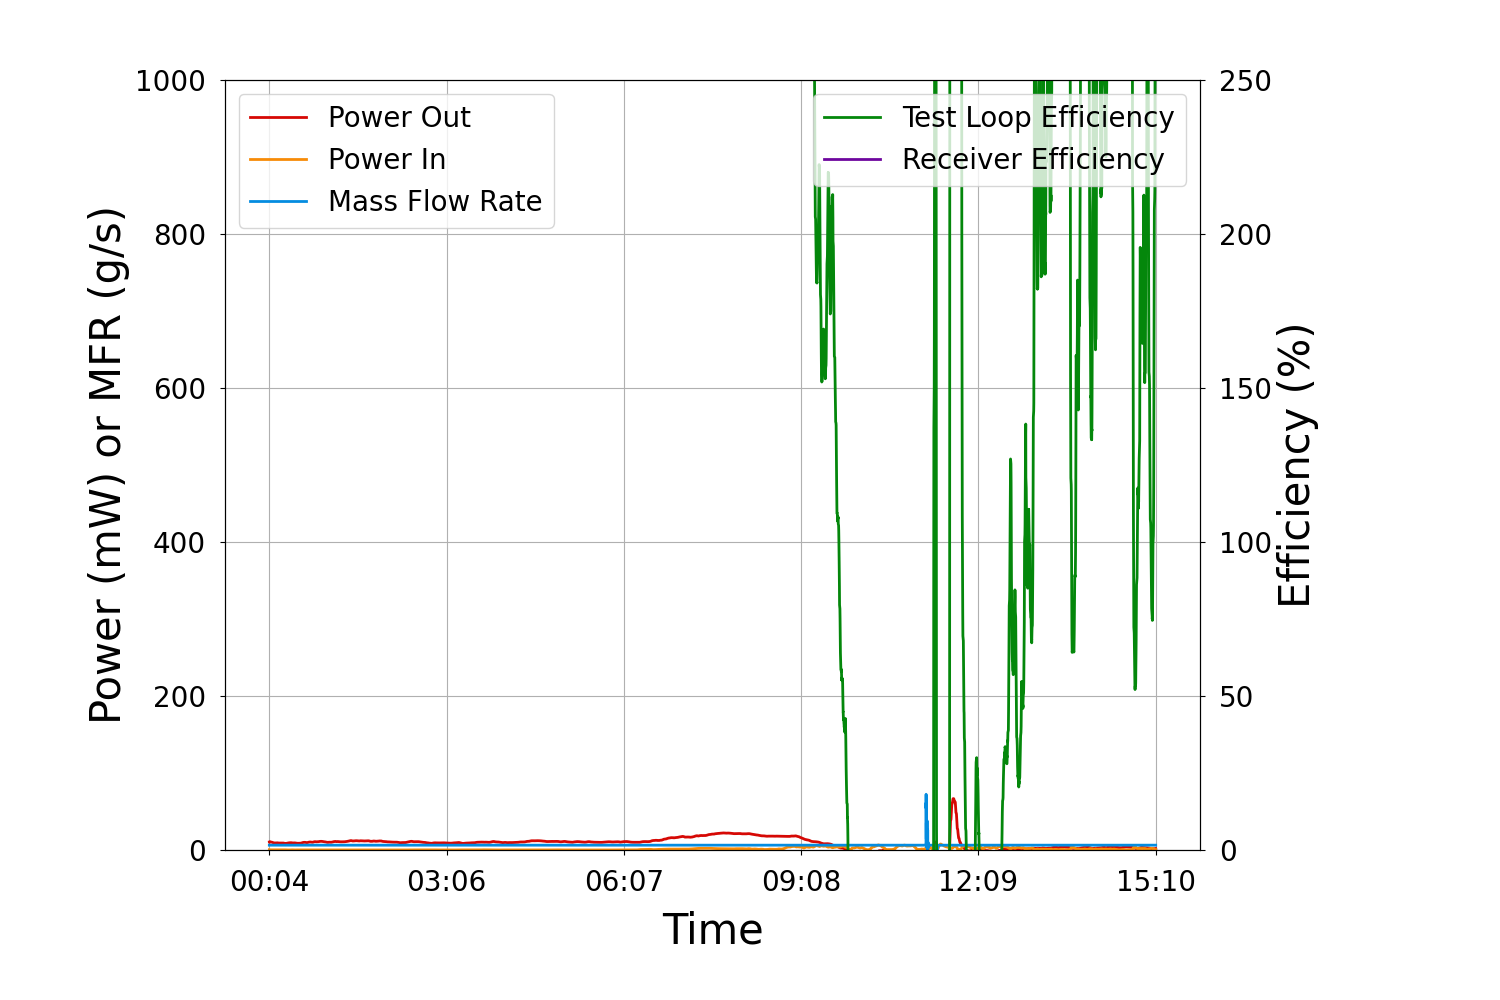 1000
800
600
400
200
0
Power (mW) or MFR (g/s)
Power Out
Power In
Mass Flow Rate
Test Loop Efficiency
Receiver Efficiency
250
200
150
100
50
0
Efficiency (%)
00:04 03:06 06:07 09:08 12:09 15:10
Time